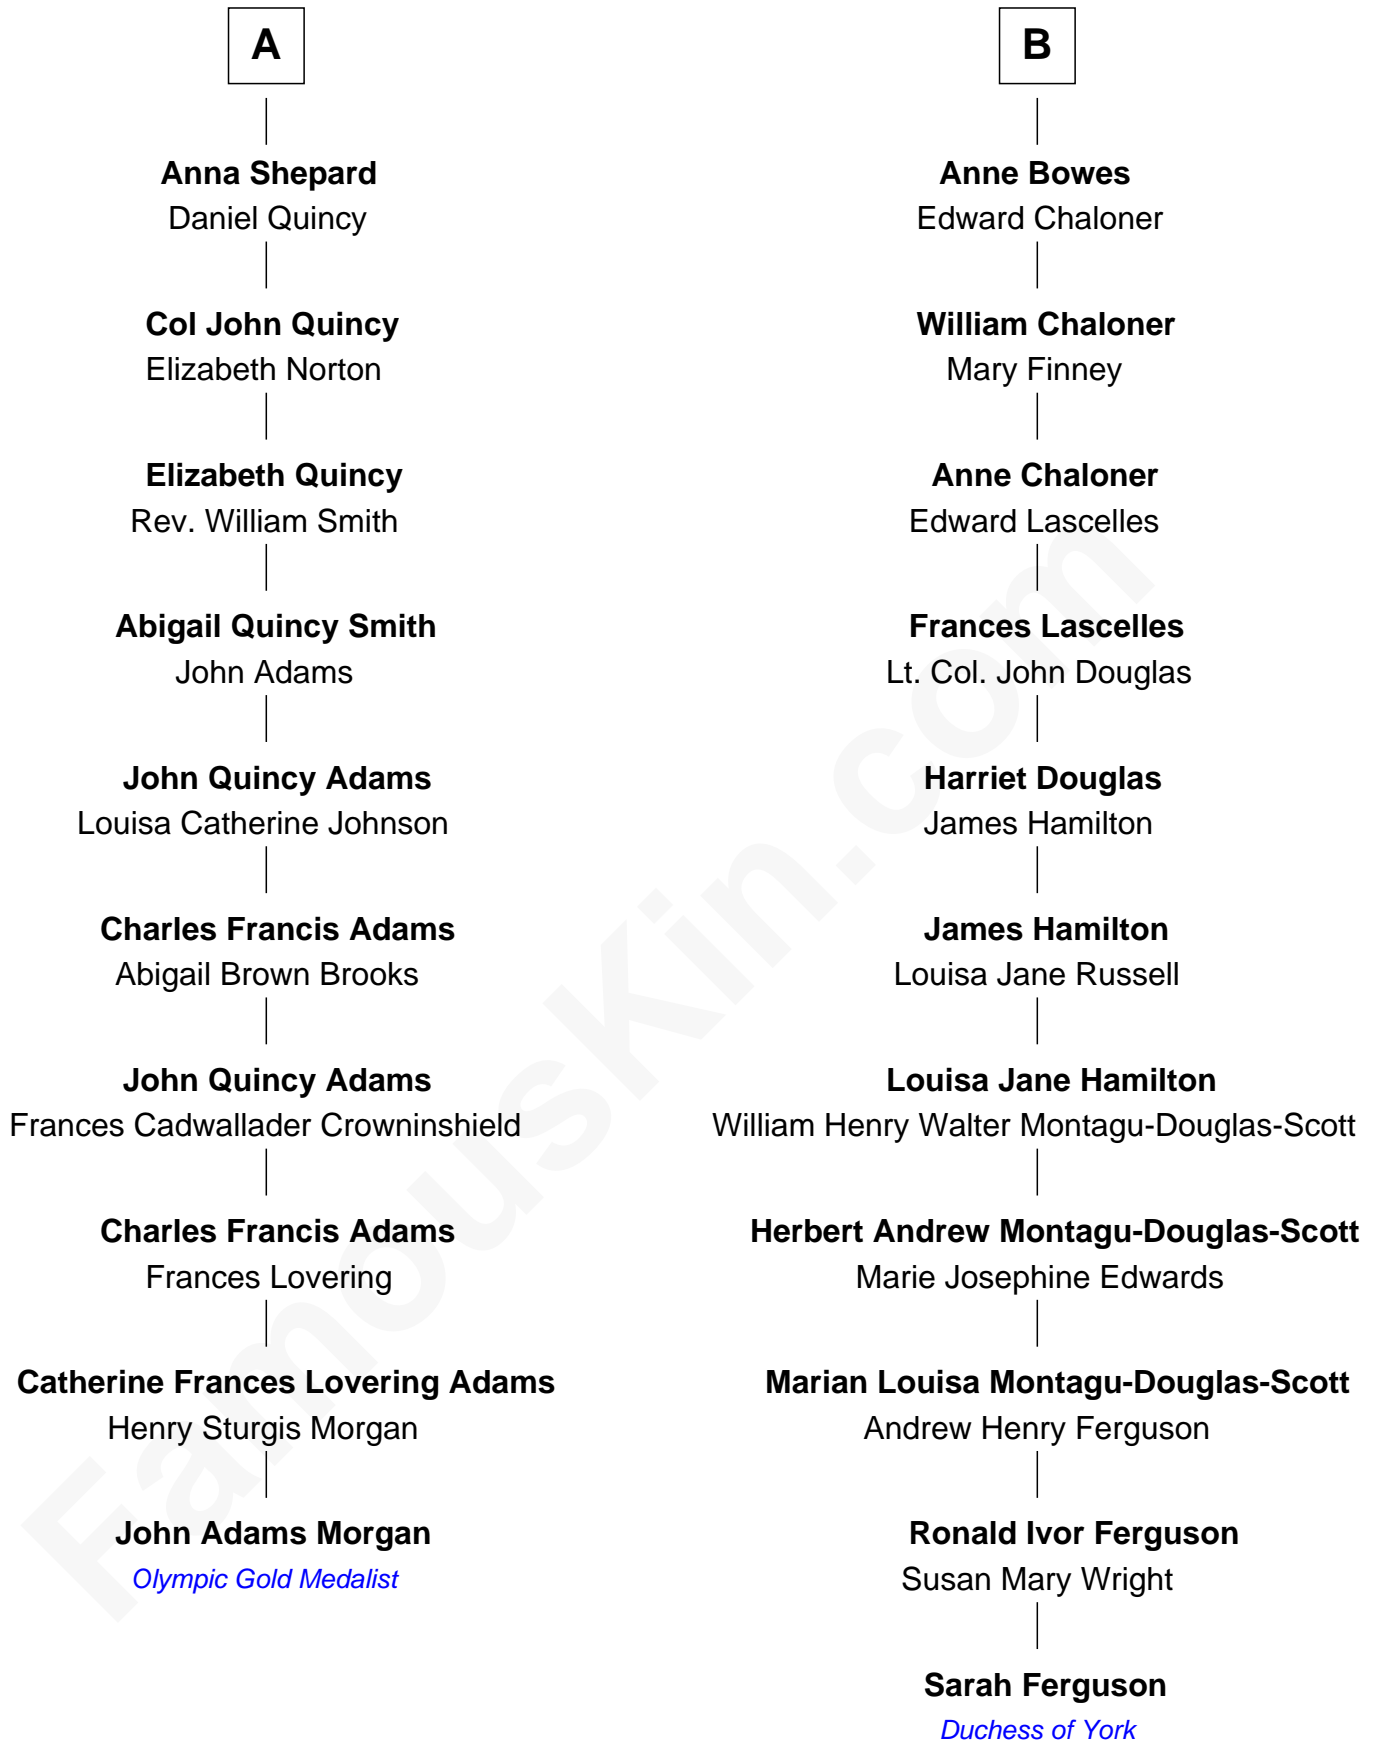 A
Anna Shepard
Daniel Quincy
Col John Quincy
Elizabeth Norton
Elizabeth Quincy
Rev. William Smith
Abigail Quincy Smith
John Adams
John Quincy Adams
Louisa Catherine Johnson
Charles Francis Adams
Abigail Brown Brooks
John Quincy Adams
Frances Cadwallader Crowninshield
Charles Francis Adams
Frances Lovering
Catherine Frances Lovering Adams
Henry Sturgis Morgan
John Adams Morgan
Olympic Gold Medalist
B
Anne Bowes
Edward Chaloner
William Chaloner
Mary Finney
Anne Chaloner
Edward Lascelles
Frances Lascelles
Lt. Col. John Douglas
Harriet Douglas
James Hamilton
James Hamilton
Louisa Jane Russell
Louisa Jane Hamilton
William Henry Walter Montagu-Douglas-Scott
Herbert Andrew Montagu-Douglas-Scott
Marie Josephine Edwards
Marian Louisa Montagu-Douglas-Scott
Andrew Henry Ferguson
Ronald Ivor Ferguson
Susan Mary Wright
Sarah Ferguson
Duchess of York
FamousKin.com